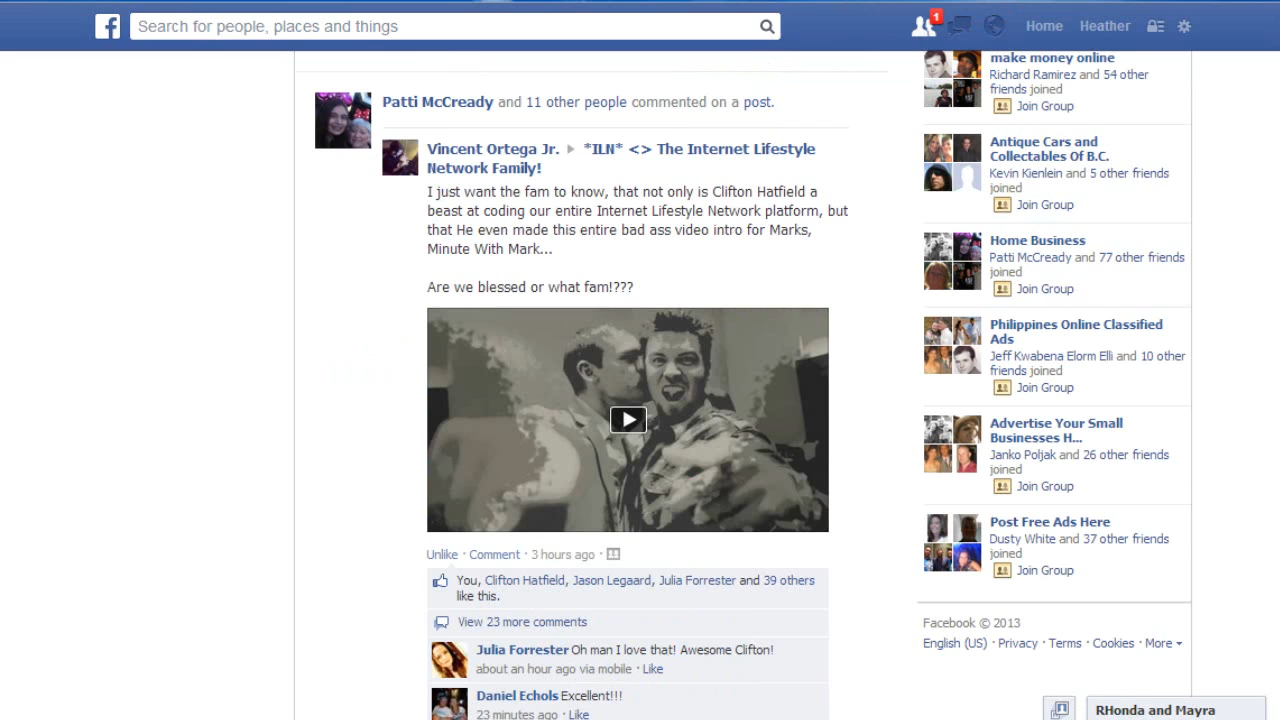 Search for people, places and things
1
Home
Heather
Patti McCready and 11 other people commented on a post.
Vincent Ortega Jr. ▶ *ILN* <> The Internet Lifestyle
Network Family!
I just want the fam to know, that not only is Clifton Hatfield a
beast at coding our entire Internet Lifestyle Network platform, but
that He even made this entire bad ass video intro for Marks,
Minute With Mark...
Are we blessed or what fam!???
Unlike · Comment · 3 hours ago ·
You, Clifton Hatfield, Jason Legaard, Julia Forrester and 39 others
like this.
View 23 more comments
Julia Forrester Oh man I love that! Awesome Clifton!
about an hour ago via mobile · Like
Daniel Echols Excellent!!!
23 minutes ago · Like
make money online
Richard Ramirez and 54 other
friends joined
Join Group
Antique Cars and
Collectables Of B.C.
Kevin Kienlein and 5 other friends
joined
Join Group
Home Business
Patti McCready and 77 other friends
joined
Join Group
Philippines Online Classified
Ads
Jeff Kwabena Elorm Elli and 10 other
friends joined
Join Group
Advertise Your Small
Businesses H...
Janko Poljak and 26 other friends
joined
Join Group
Post Free Ads Here
Dusty White and 37 other friends
joined
Join Group
Facebook © 2013
English (US) · Privacy · Terms · Cookies · More
RHonda and Mayra